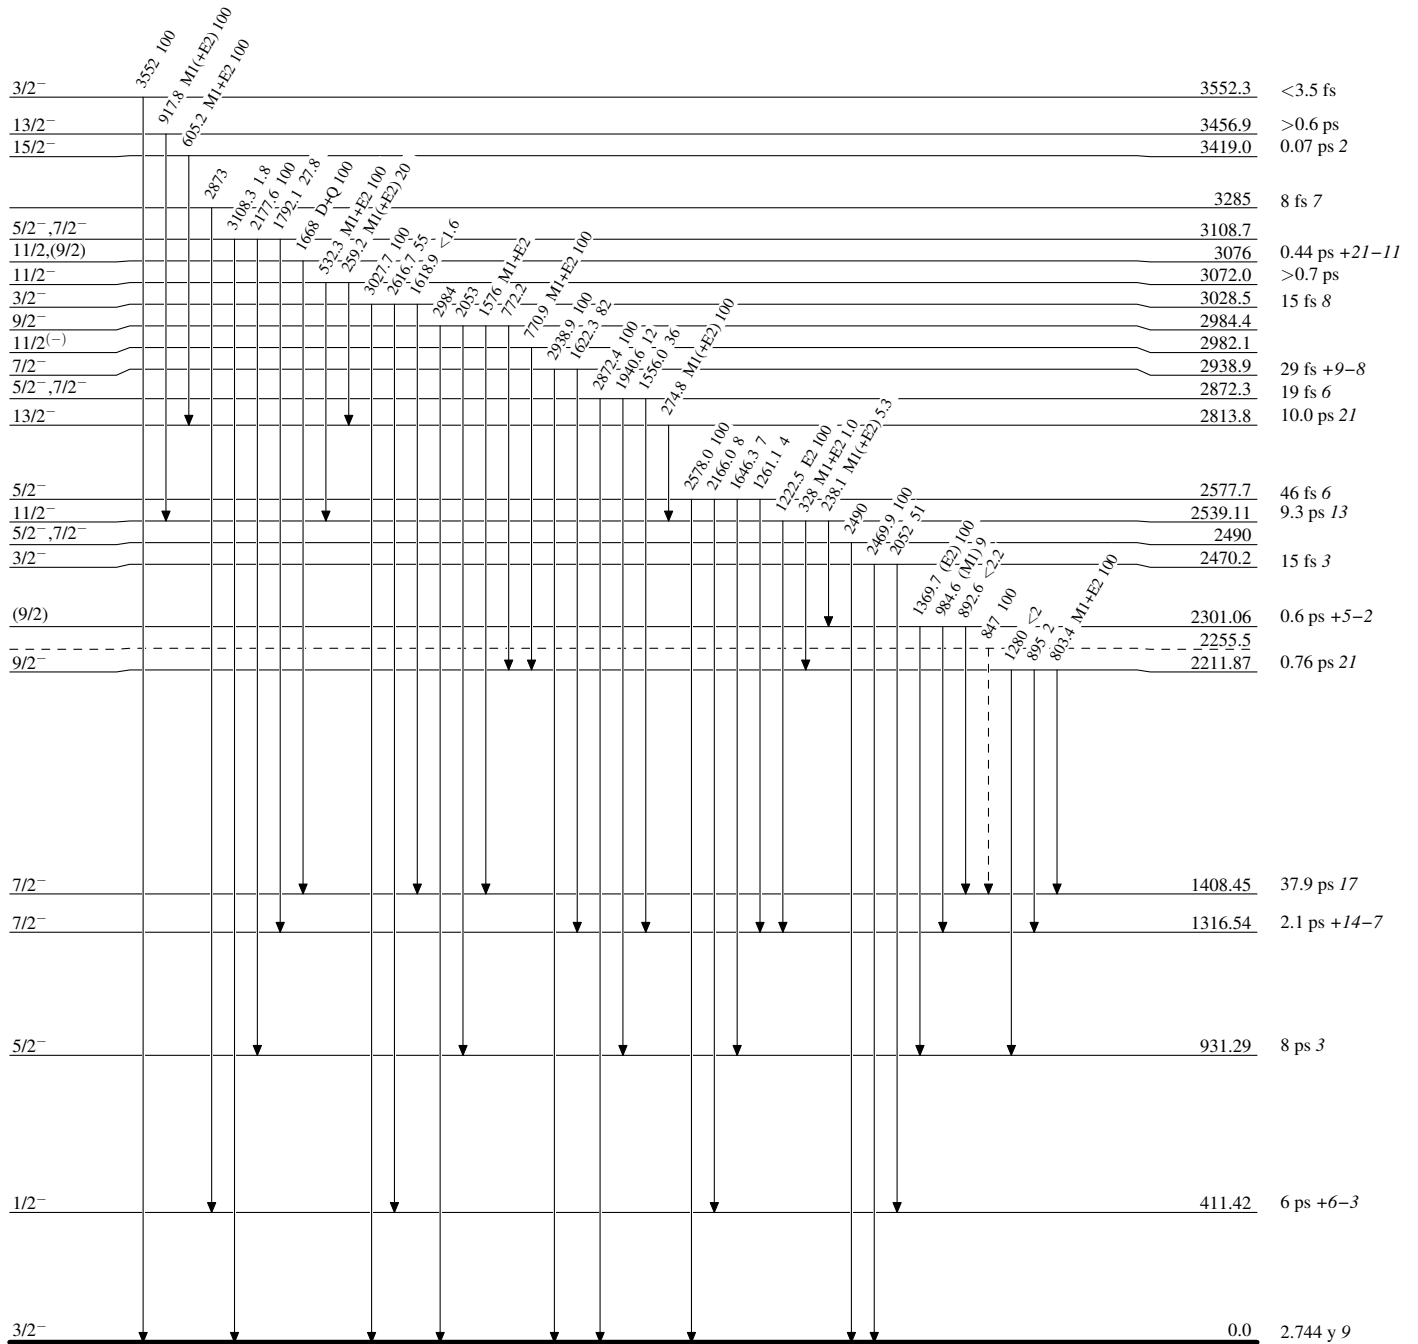 3552 100
917.8 M1(+E2) 100
605.2 M1+E2 100
2873
3108.3 1.8
2177.6 100
1792.1 27.8
1668 D+Q 100
532.3 M1+E2 100
259.2 M1(+E2) 20
3027.7 100
2616.7 55
1618.9 <1.6
2984
2053
1576 M1+E2
772.2
770.9 M1+E2 100
2938.9 100
1622.3 82
2872.4 100
1940.6 12
1556.0 36
274.8 M1(+E2) 100
2578.0 100
2166.0 8
1646.3 7
1261.1 4
1222.5 E2 100
328 M1+E2 1.0
238.1 M1(+E2) 5.3
2490
2469.9 100
2052 51
1369.7 (E2) 100
984.6 (M1) 9
892.6 <2.2
847 100
1280 <2
895 2
803.4 M1+E2 100
3/2⁻ 3552.3 <3.5 fs
13/2⁻ 3456.9 >0.6 ps
15/2⁻ 3419.0 0.07 ps 2
3285 8 fs 7
5/2⁻,7/2⁻ 3108.7
11/2,(9/2) 3076 0.44 ps +21−11
11/2⁻ 3072.0 >0.7 ps
3/2⁻ 3028.5 15 fs 8
9/2⁻ 2984.4
11/2⁽⁻⁾ 2982.1
7/2⁻ 2938.9 29 fs +9−8
5/2⁻,7/2⁻ 2872.3 19 fs 6
13/2⁻ 2813.8 10.0 ps 21
5/2⁻ 2577.7 46 fs 6
11/2⁻ 2539.11 9.3 ps 13
5/2⁻,7/2⁻ 2490
3/2⁻ 2470.2 15 fs 3
(9/2) 2301.06 0.6 ps +5−2
2255.5
9/2⁻ 2211.87 0.76 ps 21
7/2⁻ 1408.45 37.9 ps 17
7/2⁻ 1316.54 2.1 ps +14−7
5/2⁻ 931.29 8 ps 3
1/2⁻ 411.42 6 ps +6−3
3/2⁻ 0.0 2.744 y 9